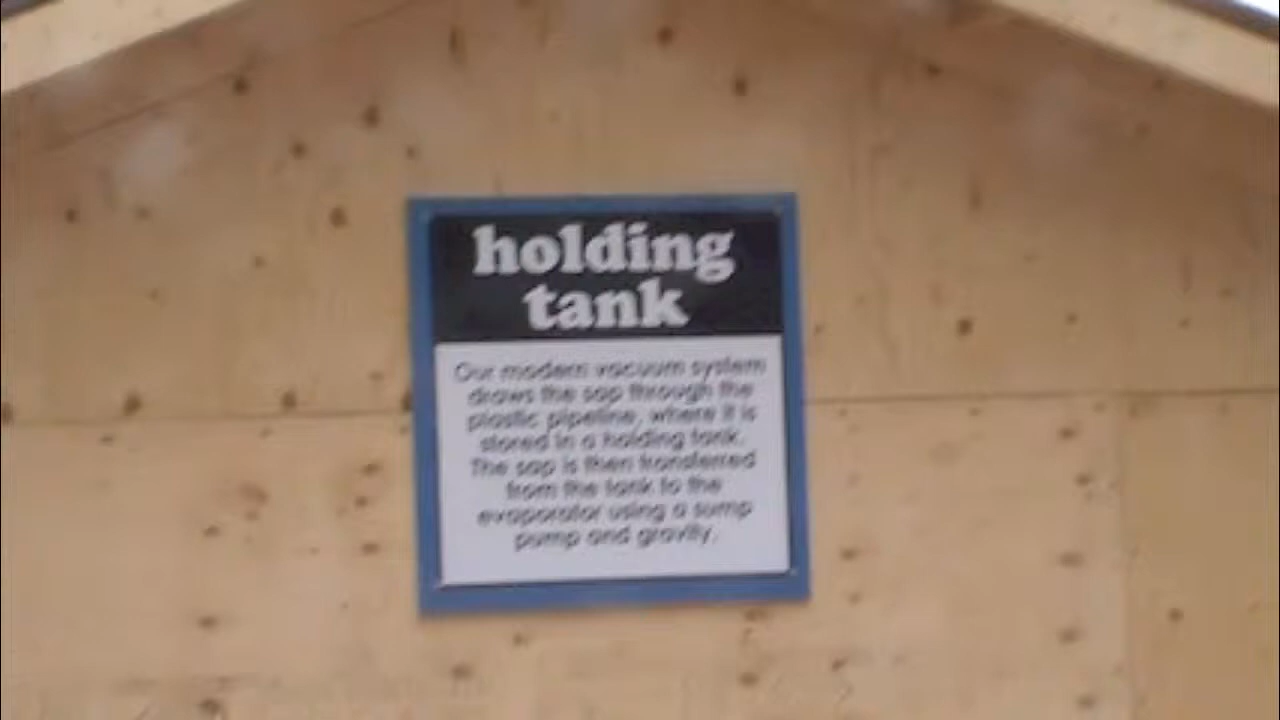 holding
tank
Our modern vacuum system
draws the sap through the
plastic pipeline, where it is
stored in a holding tank.
The sap is then transferred
from the tank to the
evaporator using a sump
pump and gravity.